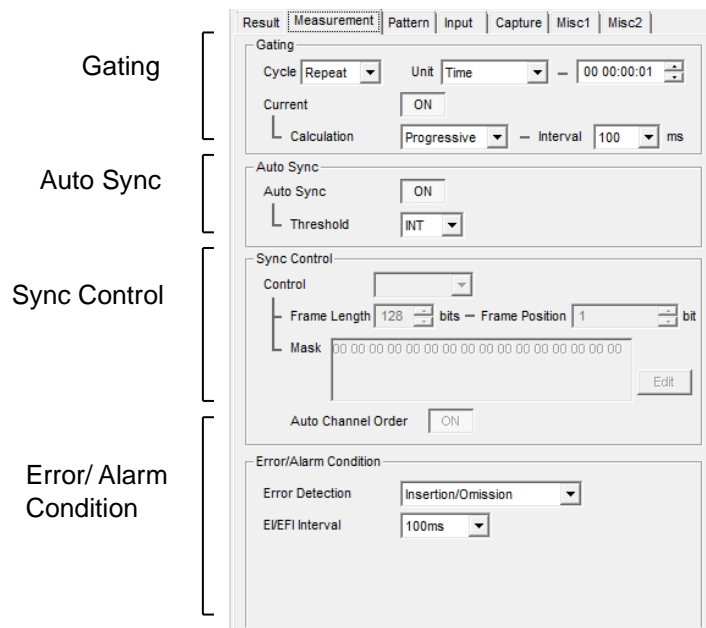 Result Measurement Pattern Input Capture Misc1 Misc2
Gating
Gating
Cycle Repeat Unit Time – 00 00:00:01
Current ON
Calculation Progressive – Interval 100 ms
Auto Sync
Auto Sync
Auto Sync ON
Threshold INT
Sync Control
Sync Control
Control
Frame Length 128 bits – Frame Position 1 bit
Mask 00 00 00 00 00 00 00 00 00 00 00 00 00 00 00 00
Edit
Auto Channel Order ON
Error/ Alarm
Condition
Error/Alarm Condition
Error Detection Insertion/Omission
EI/EFI Interval 100ms